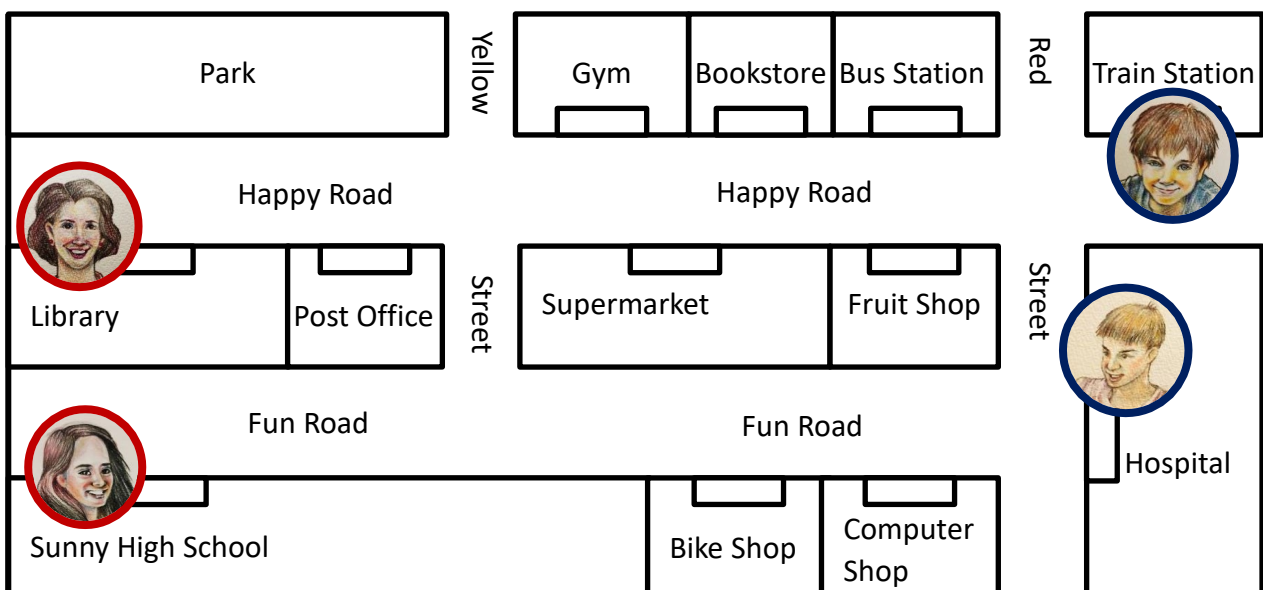 Park
Yellow
Gym
Bookstore
Bus Station
Red
Train Station
Happy Road
Happy Road
Library
Post Office
Street
Supermarket
Fruit Shop
Street
Fun Road
Fun Road
Sunny High School
Bike Shop
Computer
Shop
Hospital